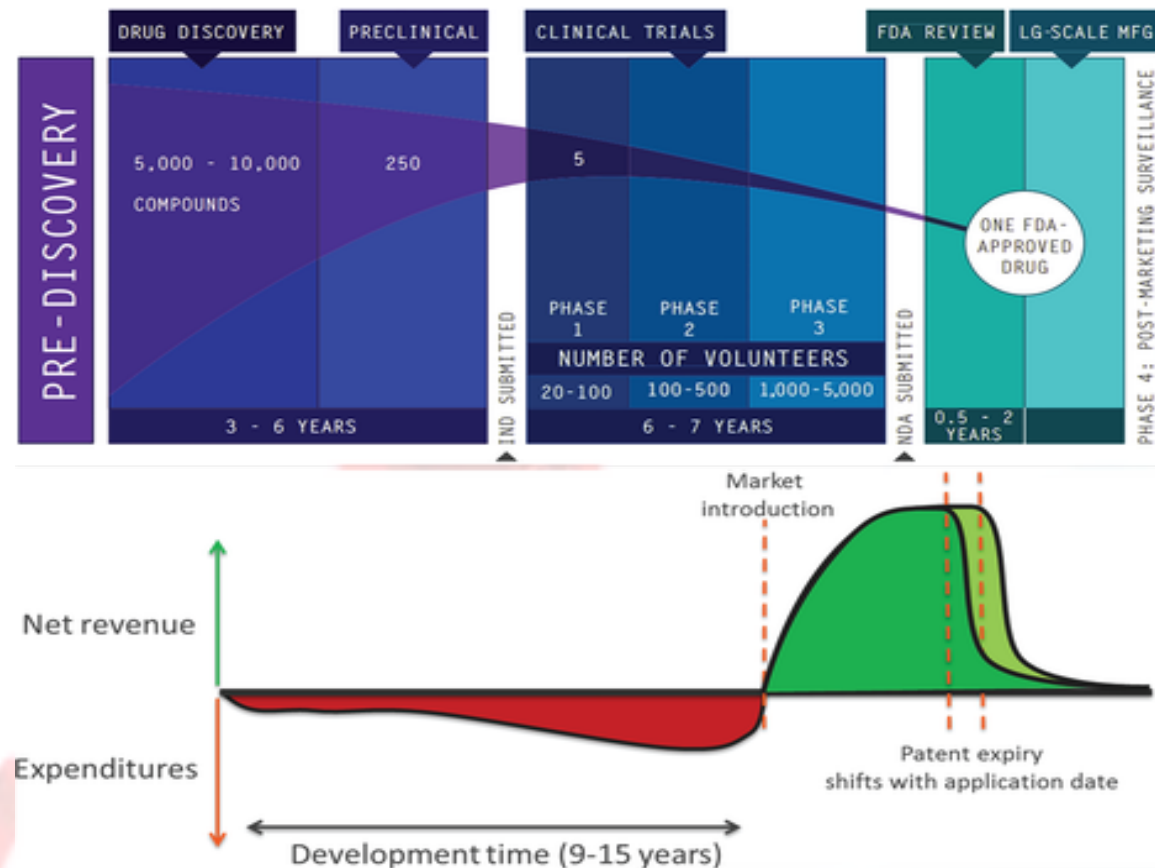 DRUG DISCOVERY
PRECLINICAL
CLINICAL TRIALS
FDA REVIEW
LG-SCALE MFG
PRE-DISCOVERY
5,000 - 10,000
COMPOUNDS
250
5
ONE FDA-
APPROVED
DRUG
PHASE
1
PHASE
2
PHASE
3
NUMBER OF VOLUNTEERS
20-100
100-500
1,000-5,000
3 - 6 YEARS
IND SUBMITTED
6 - 7 YEARS
NDA SUBMITTED
0.5 - 2
YEARS
PHASE 4: POST-MARKETING SURVEILLANCE
Market
introduction
Net revenue
Expenditures
Patent expiry
shifts with application date
Development time (9-15 years)